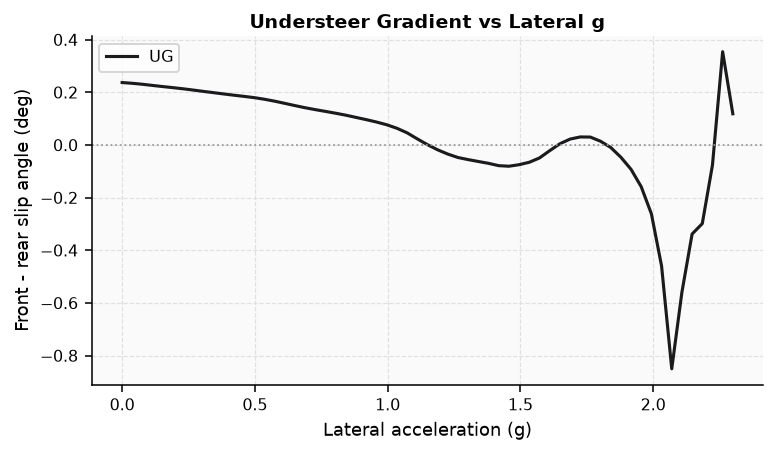 Understeer Gradient vs Lateral g
UG
Front - rear slip angle (deg)
0.4
0.2
0.0
−0.2
−0.4
−0.6
−0.8
0.0 0.5 1.0 1.5 2.0
Lateral acceleration (g)